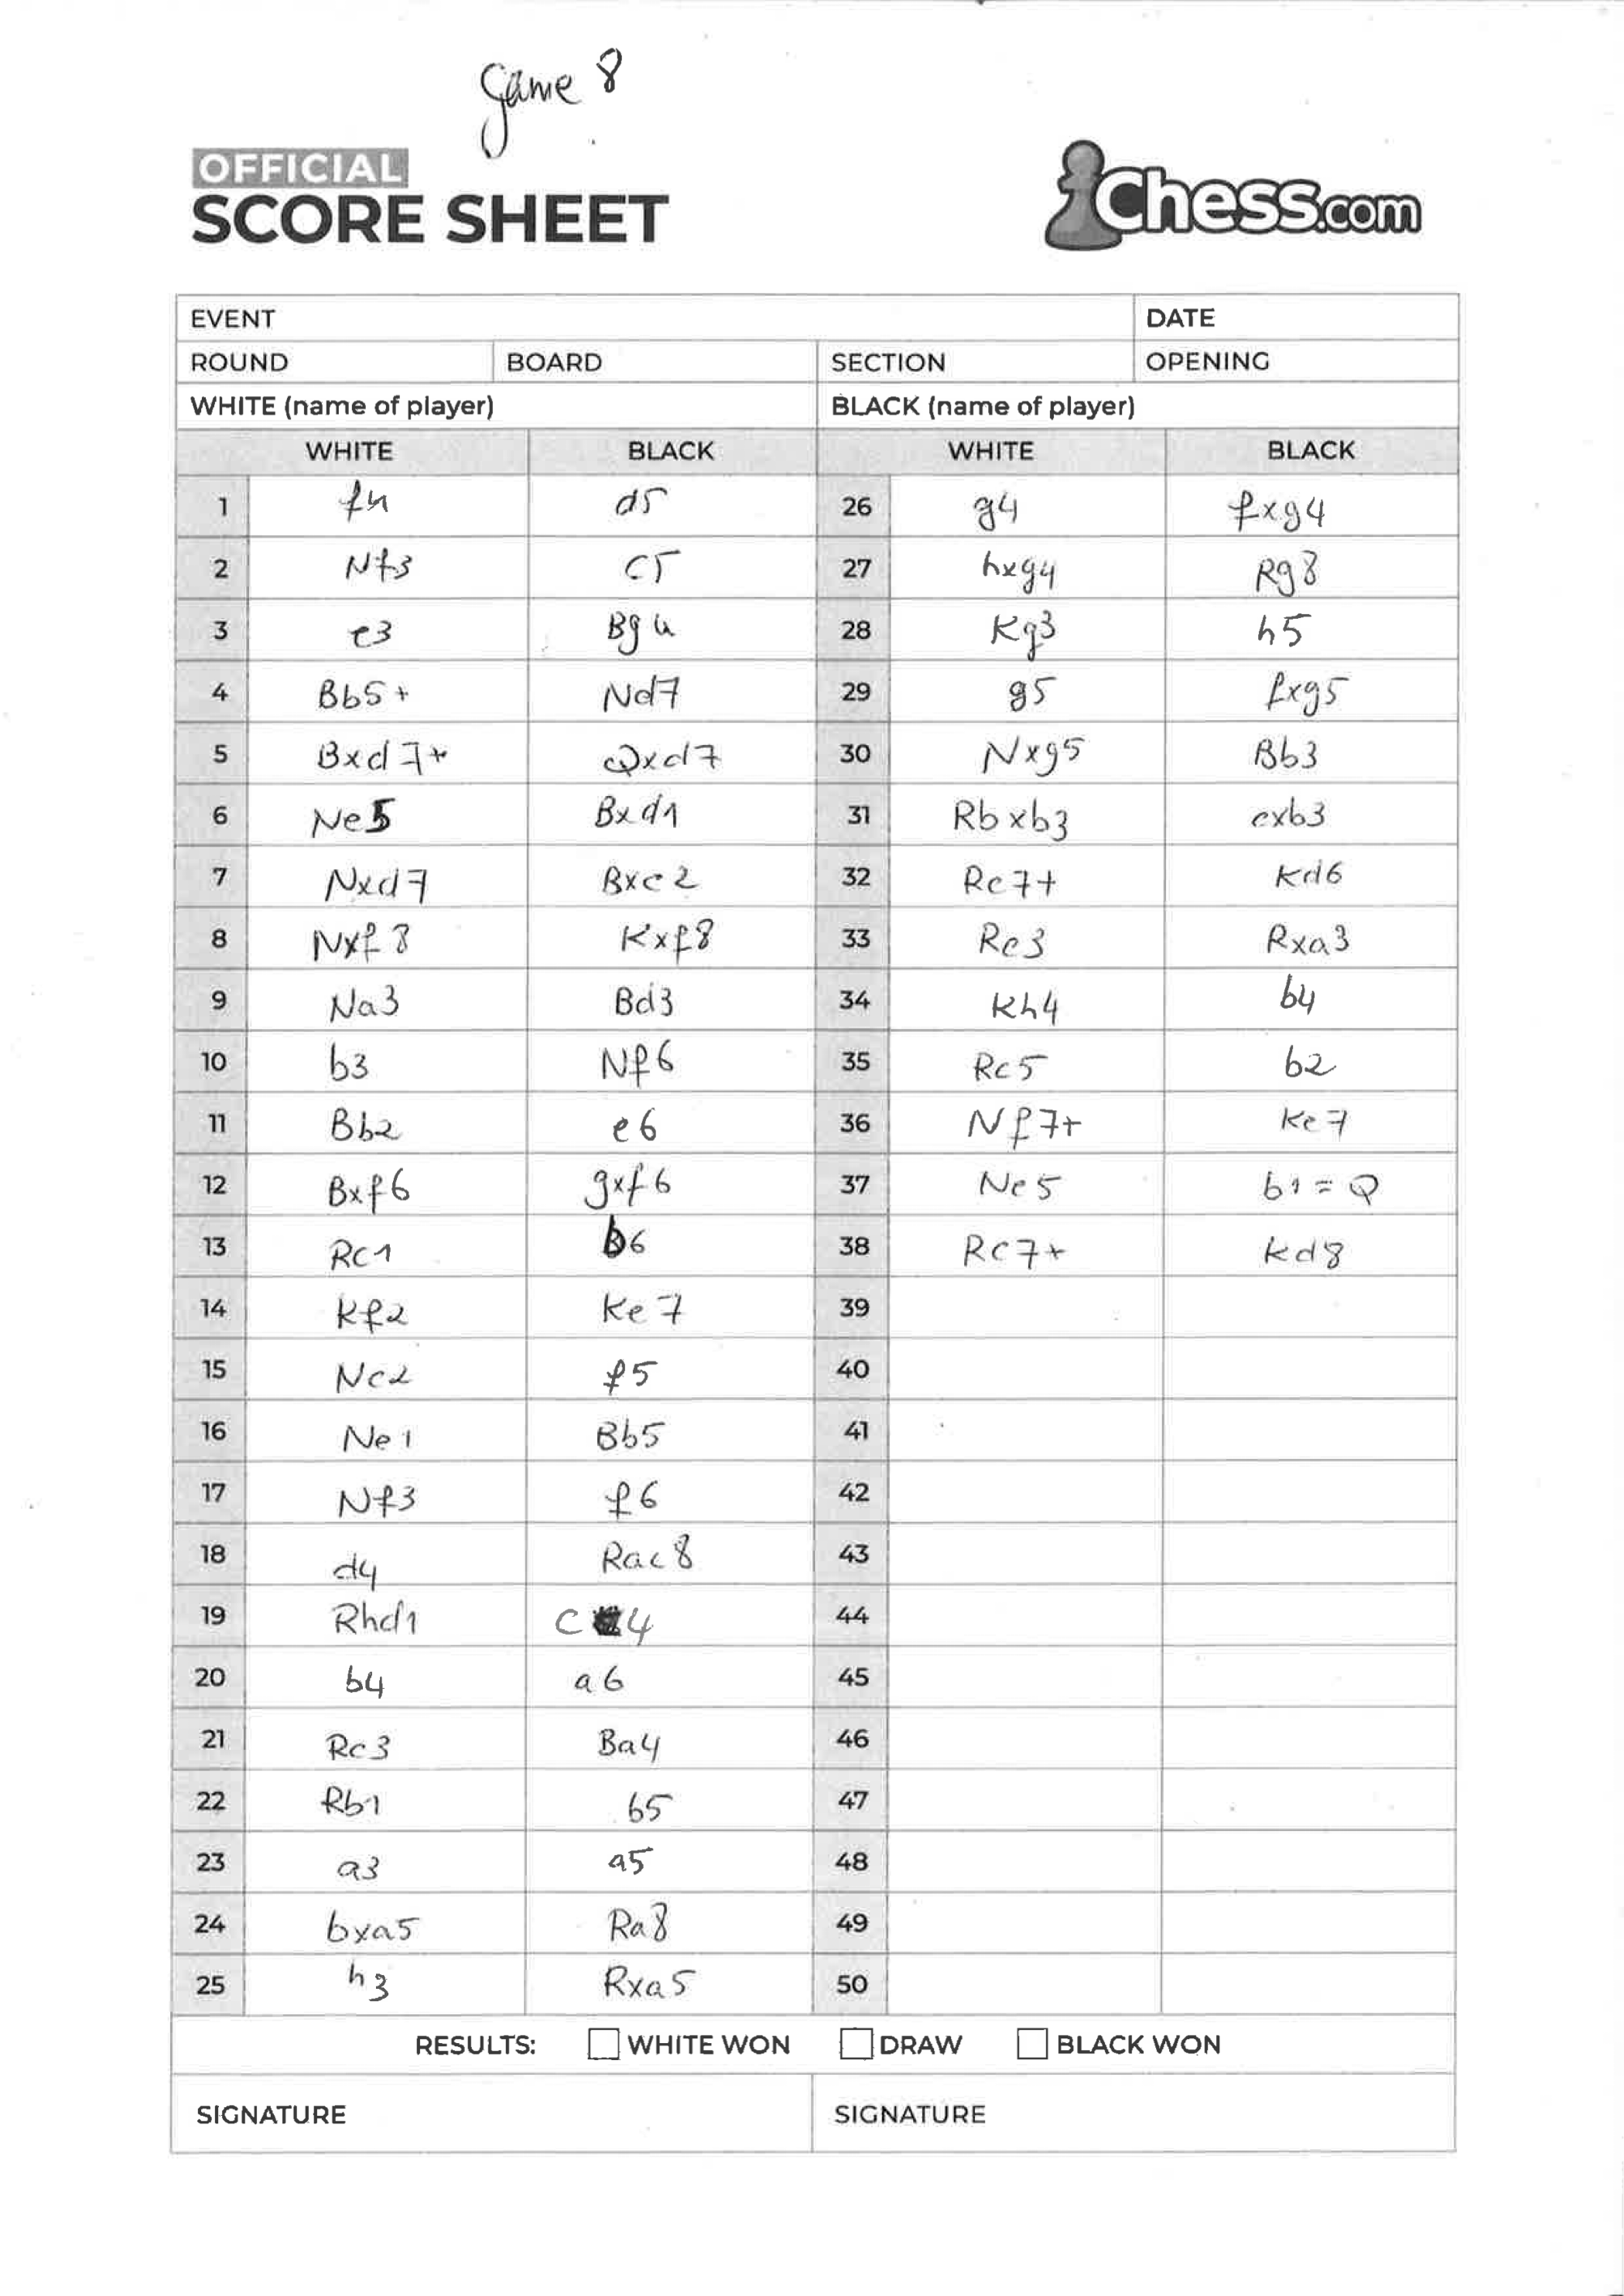 Game 8
OFFICIAL
SCORE SHEET
Chess.com
EVENT DATE
ROUND BOARD SECTION OPENING
WHITE (name of player) BLACK (name of player)
WHITE BLACK WHITE BLACK
1 f4 d5 26 g4 fxg4
2 Nf3 c5 27 hxg4 Rg8
3 e3 Bg4 28 Kg3 h5
4 Bb5+ Nd7 29 g5 fxg5
5 Bxd7+ Qxd7 30 Nxg5 Bb3
6 Ne5 Bxd1 31 Rbxb3 cxb3
7 Nxd7 Bxc2 32 Rc7+ Kd6
8 Nxf8 Kxf8 33 Rc3 Rxa3
9 Na3 Bd3 34 Kh4 b4
10 b3 Nf6 35 Rc5 b2
11 Bb2 e6 36 Nf7+ Ke7
12 Bxf6 gxf6 37 Ne5 b1=Q
13 Rc1 b6 38 Rc7+ Kd8
14 Kf2 Ke7 39
15 Nc2 f5 40
16 Ne1 Bb5 41
17 Nf3 f6 42
18 d4 Rac8 43
19 Rhd1 c4 44
20 b4 a6 45
21 Rc3 Ba4 46
22 Rb1 b5 47
23 a3 a5 48
24 bxa5 Ra8 49
25 h3 Rxa5 50
RESULTS: WHITE WON DRAW BLACK WON
SIGNATURE SIGNATURE